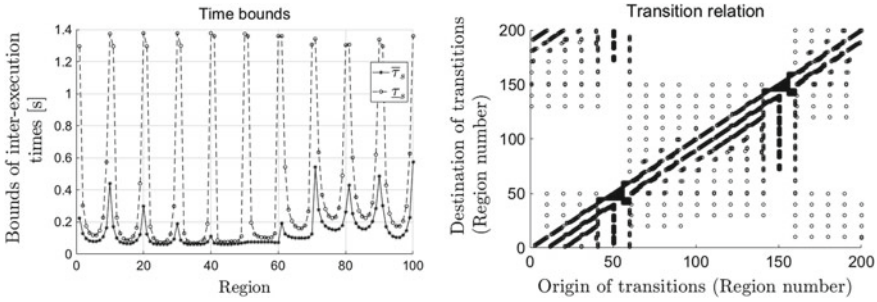 Time bounds
Bounds of inter-execution
times [s]
1.4
1.2
1
0.8
0.6
0.4
0.2
0
0 20 40 60 80 100
Region
τ̅ₛ
τ̲ₛ
Transition relation
Destination of transtitions
(Region number)
200
150
100
50
0
0 50 100 150 200
Origin of transitions (Region number)